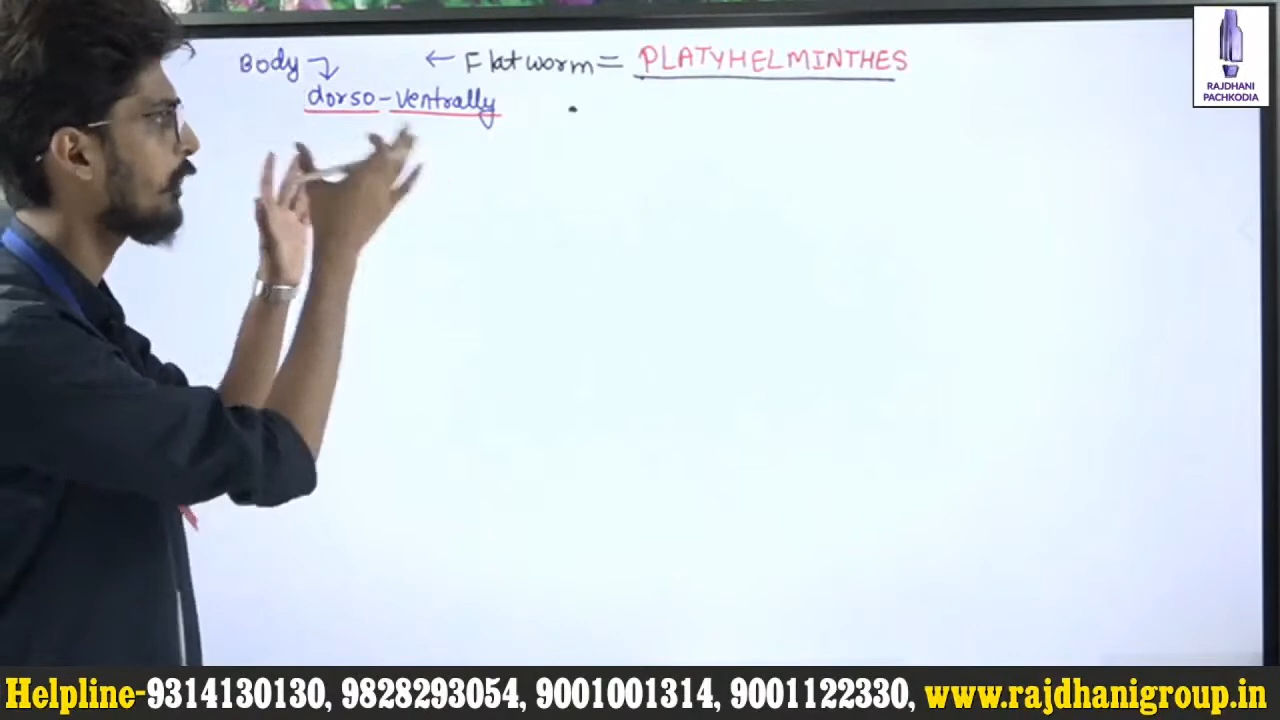 Body → ← Flatworm = PLATYHELMINTHES
dorso-ventrally
RAJDHANI
PACHKODIA
Helpline-9314130130, 9828293054, 9001001314, 9001122330, www.rajdhanigroup.in